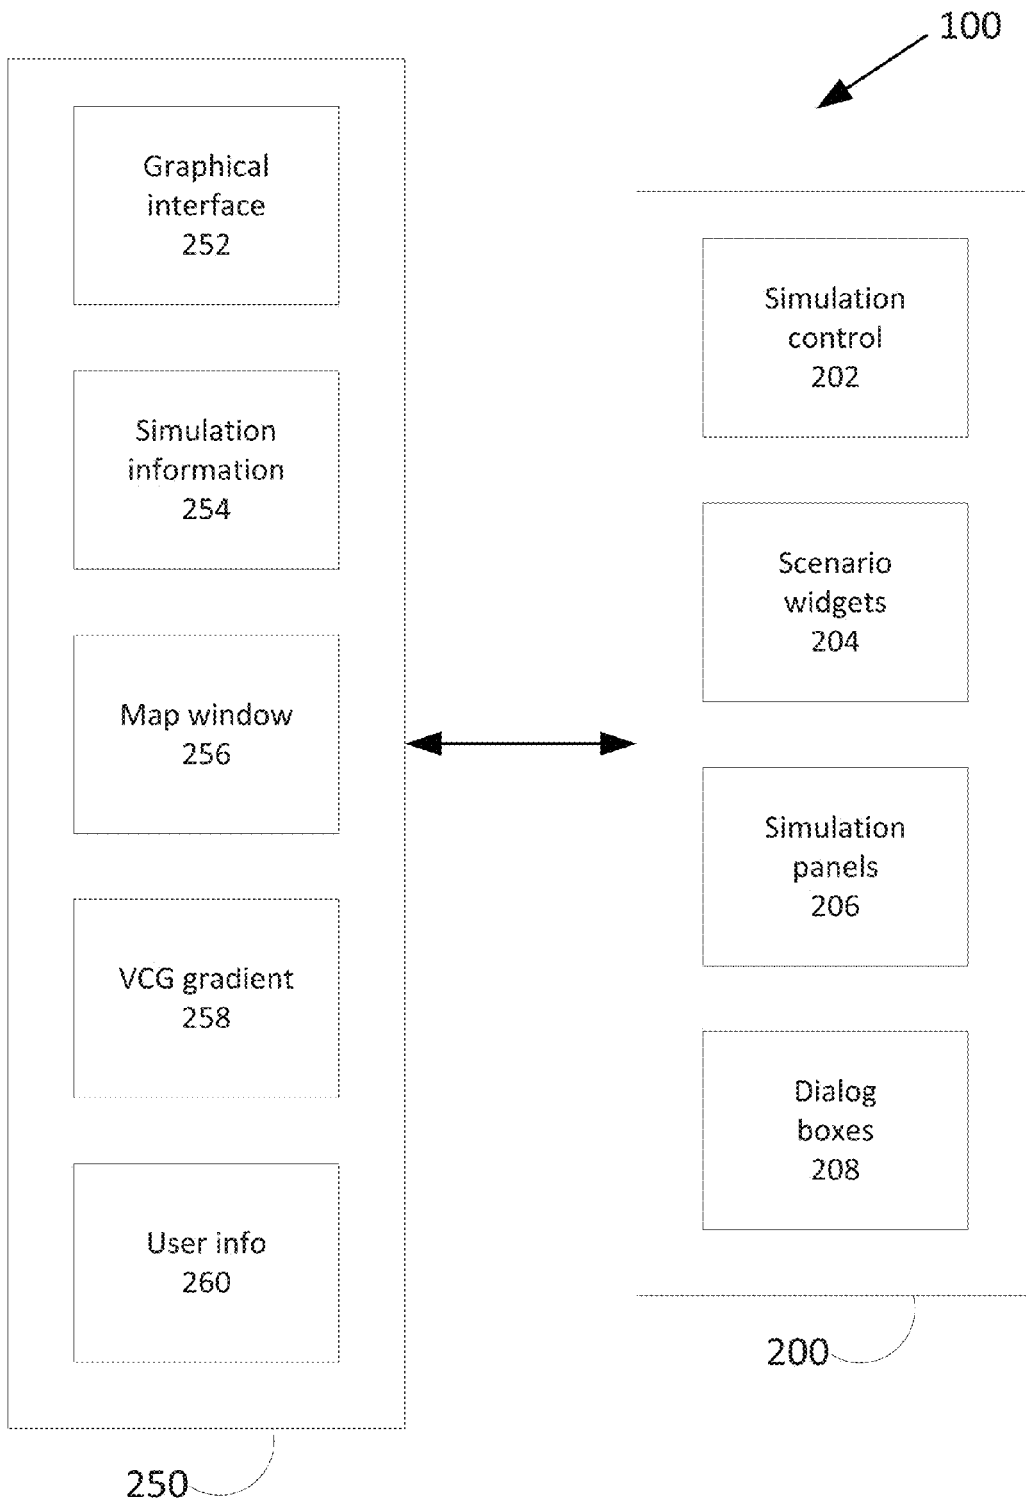 100
Graphical
interface
252
Simulation
information
254
Map window
256
VCG gradient
258
User info
260
250
Simulation
control
202
Scenario
widgets
204
Simulation
panels
206
Dialog
boxes
208
200